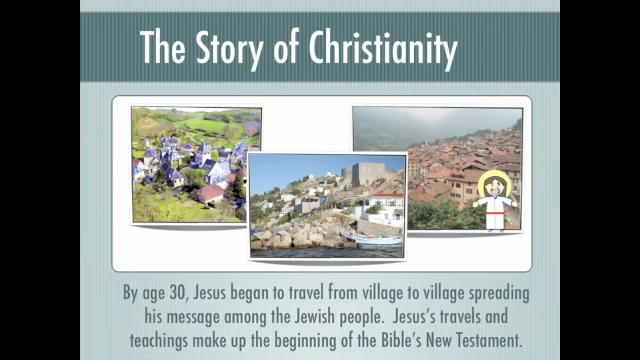 The Story of Christianity
By age 30, Jesus began to travel from village to village spreading
his message among the Jewish people.  Jesus's travels and
teachings make up the beginning of the Bible's New Testament.